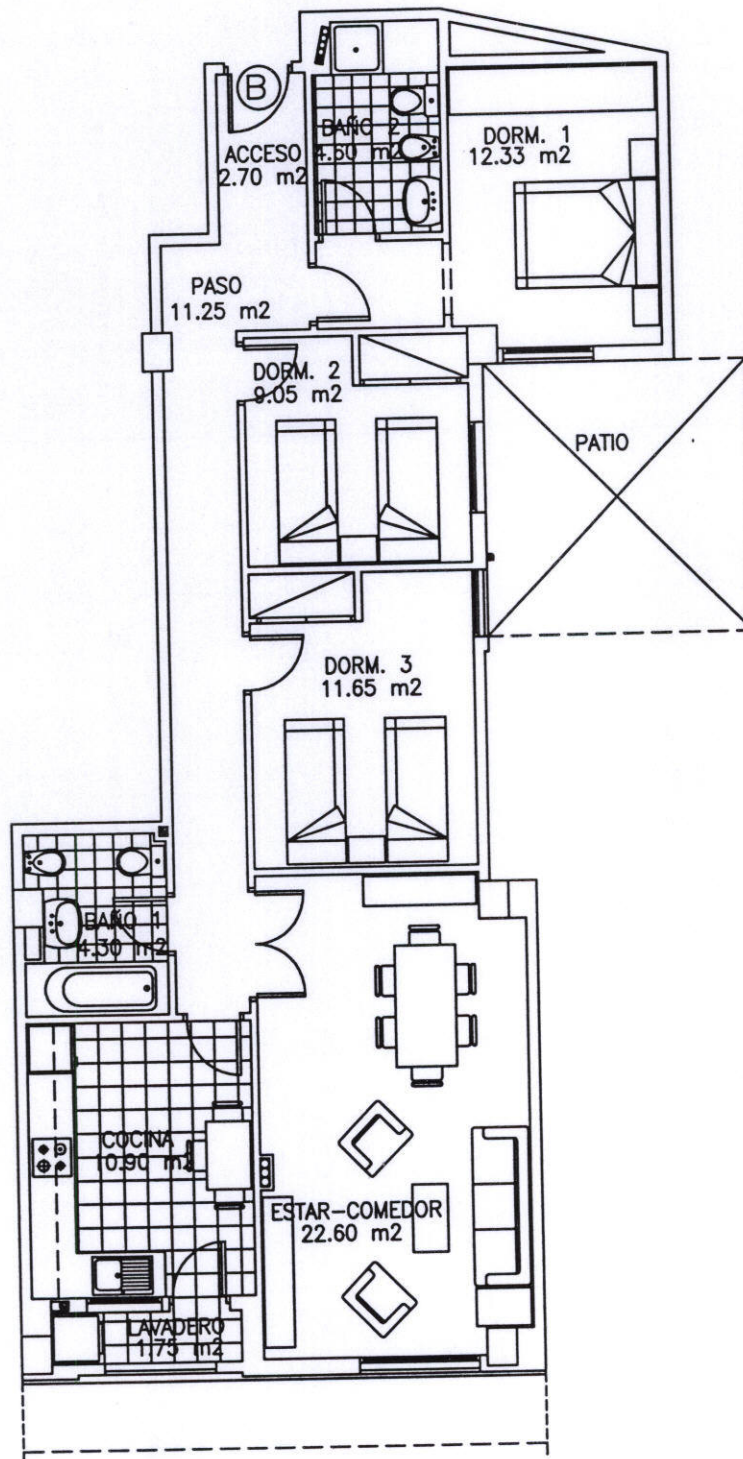 B
ACCESO
2.70 m2
BAÑO 2
4.60 m2
DORM. 1
12.33 m2
PASO
11.25 m2
DORM. 2
9.05 m2
PATIO
DORM. 3
11.65 m2
BAÑO 1
4.30 m2
COCINA
10.90 m2
ESTAR-COMEDOR
22.60 m2
LAVADERO
1.75 m2